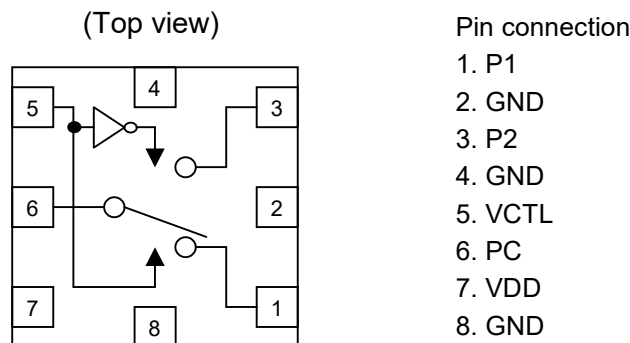 (Top view)
4
5
3
6
2
7
1
8
Pin connection
1. P1
2. GND
3. P2
4. GND
5. VCTL
6. PC
7. VDD
8. GND